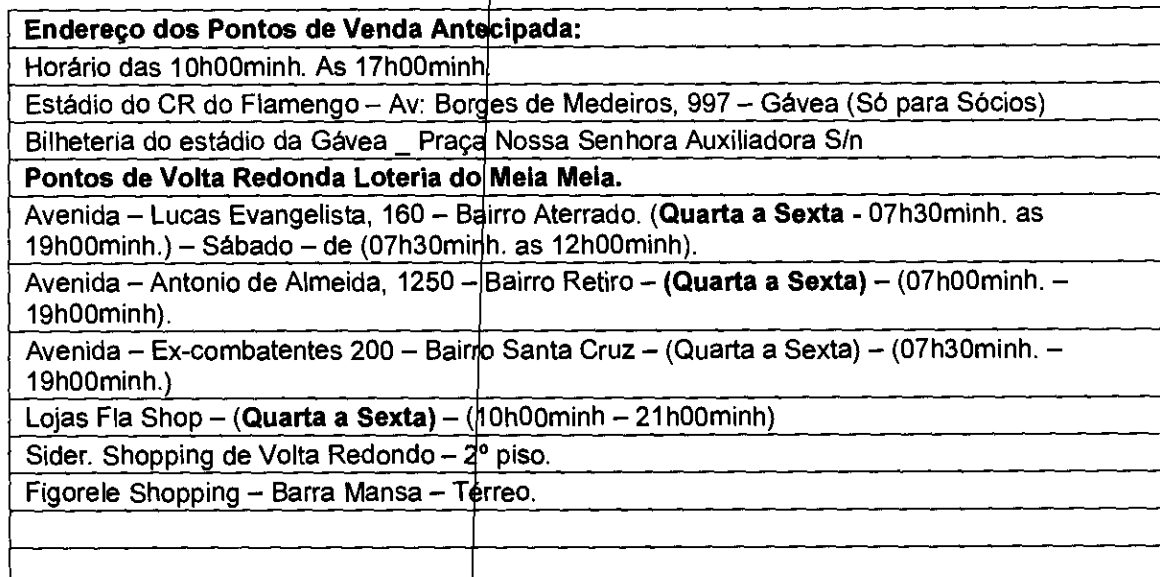 Endereço dos Pontos de Venda Antecipada:
Horário das 10h00minh. As 17h00minh
Estádio do CR do Flamengo – Av: Borges de Medeiros, 997 – Gávea (Só para Sócios)
Bilheteria do estádio da Gávea _ Praça Nossa Senhora Auxiliadora S/n
Pontos de Volta Redonda Loteria do Meia Meia.
Avenida – Lucas Evangelista, 160 – Bairro Aterrado. (Quarta a Sexta - 07h30minh. as
19h00minh.) – Sábado – de (07h30minh. as 12h00minh).
Avenida – Antonio de Almeida, 1250 – Bairro Retiro – (Quarta a Sexta) – (07h00minh. –
19h00minh).
Avenida – Ex-combatentes 200 – Bairro Santa Cruz – (Quarta a Sexta) – (07h30minh. –
19h00minh.)
Lojas Fla Shop – (Quarta a Sexta) – (10h00minh – 21h00minh)
Sider. Shopping de Volta Redondo – 2º piso.
Figorele Shopping – Barra Mansa – Térreo.